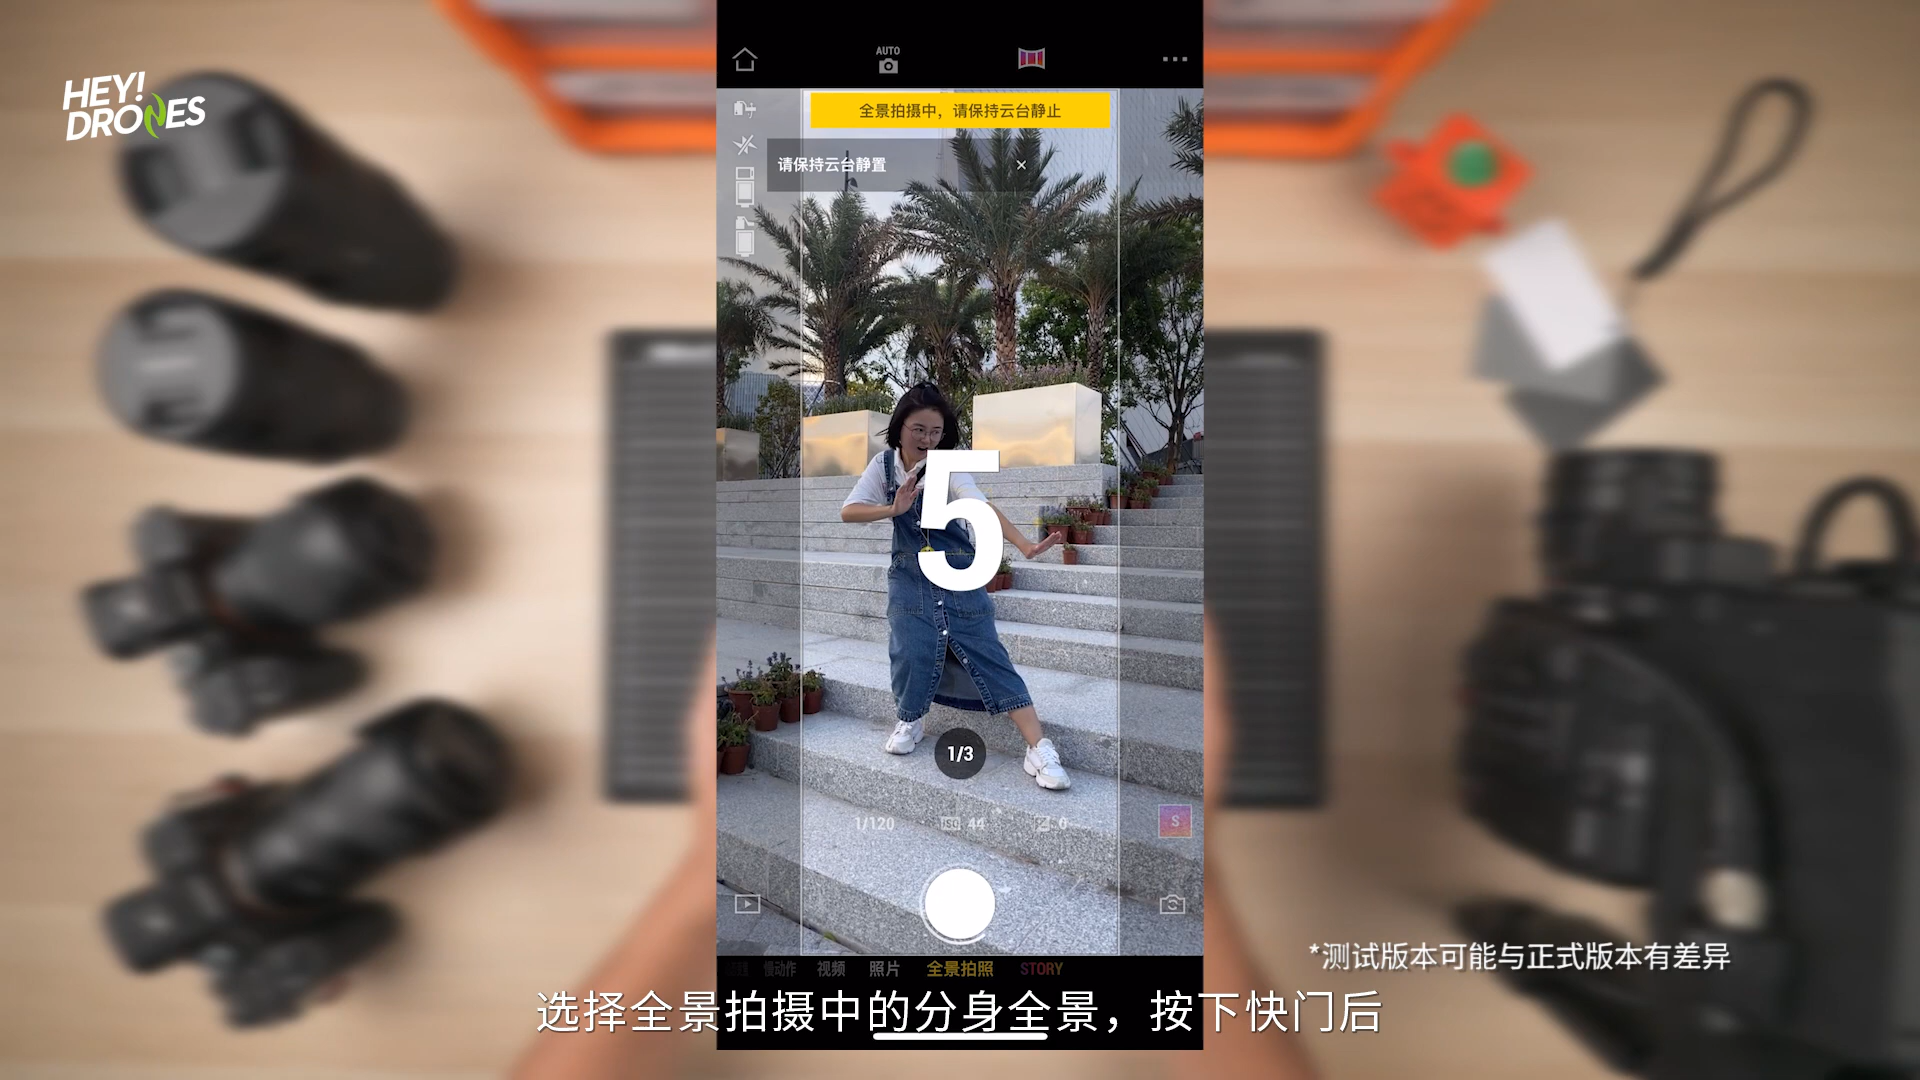 HEY!
DRONES
AUTO
全景拍摄中，请保持云台静止
请保持云台静置
5
1/3
1/120 ISO 44 0
S
慢动作 视频 照片 全景拍照 STORY
*测试版本可能与正式版本有差异
选择全景拍摄中的分身全景，按下快门后